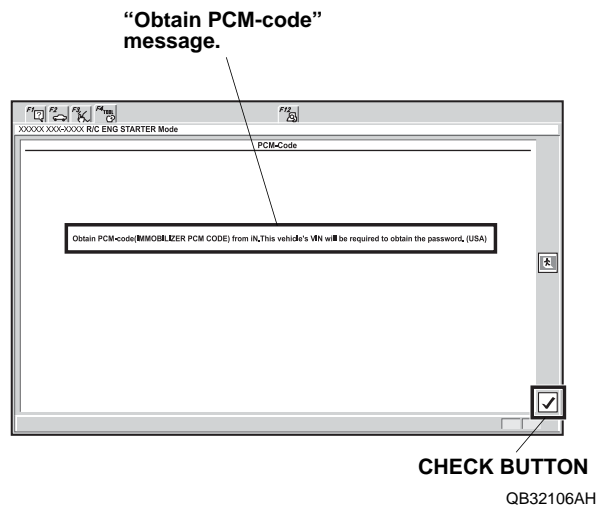 “Obtain PCM-code”
message.
F1 F2 F3 F4 TOOL F12
XXXXX XXX-XXXX R/C ENG STARTER Mode
PCM-Code
Obtain PCM-code(IMMOBILIZER PCM CODE) from iN.This vehicle's VIN will be required to obtain the password. (USA)
CHECK BUTTON
QB32106AH